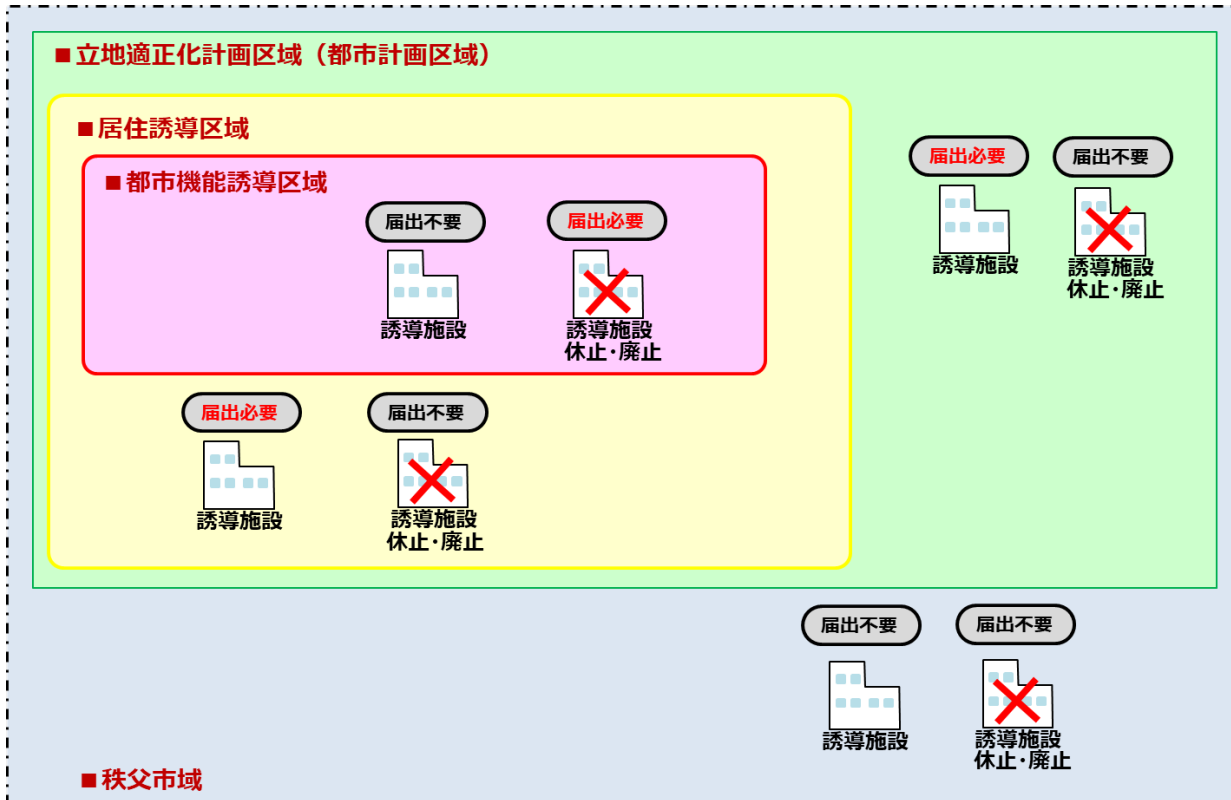 ■立地適正化計画区域（都市計画区域）
■居住誘導区域
■都市機能誘導区域
届出不要
誘導施設
届出必要
誘導施設
休止･廃止
届出必要
誘導施設
届出不要
誘導施設
休止･廃止
届出必要
誘導施設
届出不要
誘導施設
休止･廃止
届出不要
誘導施設
届出不要
誘導施設
休止･廃止
■秩父市域